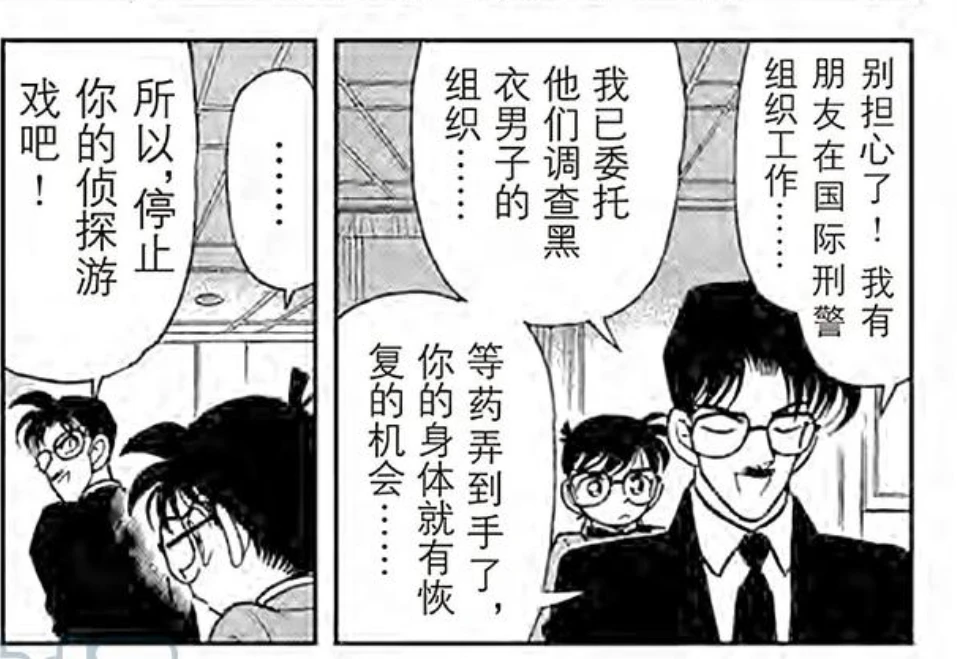 别担心了！我有
朋友在国际刑警
组织工作……
我已委托
他们调查黑
衣男子的
组织……
等药弄到手了，
你的身体就有恢
复的机会……
……
所以，停止
你的侦探游
戏吧！